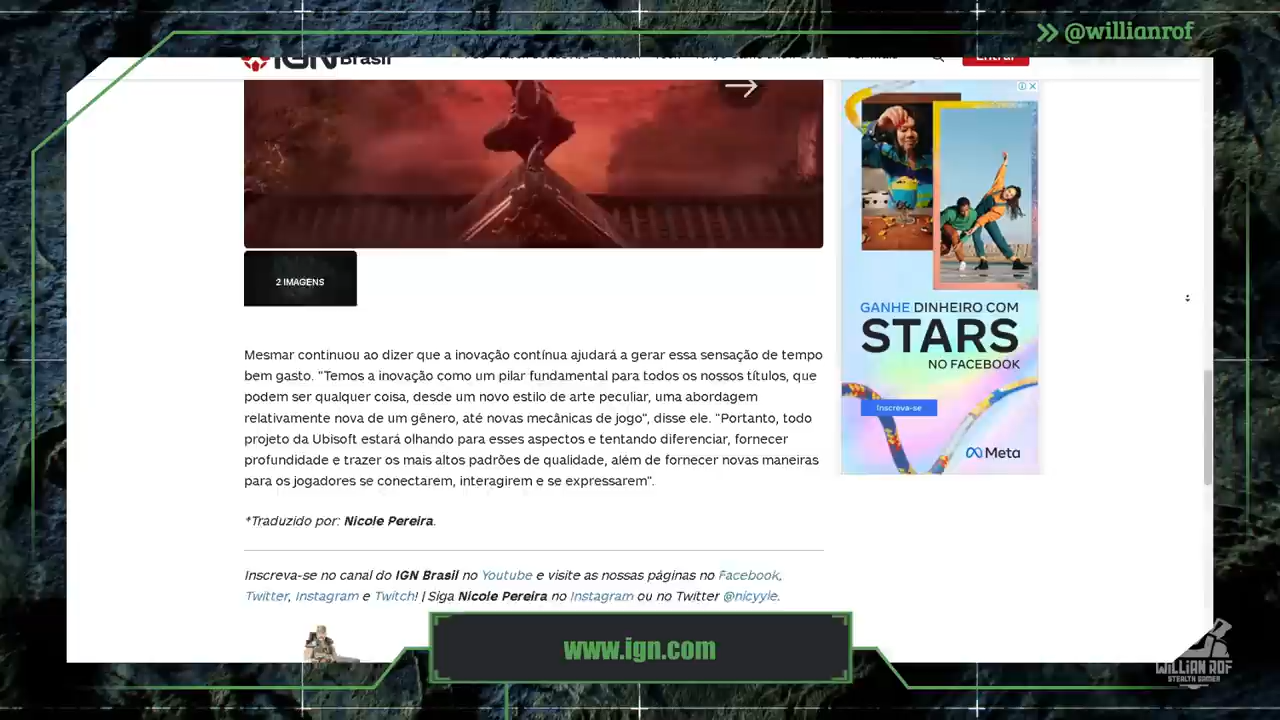 @willianrof
IGN Brasil
Entrar
2 IMAGENS
Mesmar continuou ao dizer que a inovação contínua ajudará a gerar essa sensação de tempo
bem gasto. "Temos a inovação como um pilar fundamental para todos os nossos títulos, que
podem ser qualquer coisa, desde um novo estilo de arte peculiar, uma abordagem
relativamente nova de um gênero, até novas mecânicas de jogo", disse ele. "Portanto, todo
projeto da Ubisoft estará olhando para esses aspectos e tentando diferenciar, fornecer
profundidade e trazer os mais altos padrões de qualidade, além de fornecer novas maneiras
para os jogadores se conectarem, interagirem e se expressarem".
*Traduzido por: Nicole Pereira.
Inscreva-se no canal do IGN Brasil no Youtube e visite as nossas páginas no Facebook,
Twitter, Instagram e Twitch! | Siga Nicole Pereira no Instagram ou no Twitter @nicyyle.
GANHE DINHEIRO COM
STARS
NO FACEBOOK
Inscreva-se
Meta
www.ign.com
WILLIAN ROF
STEALTH GAMER